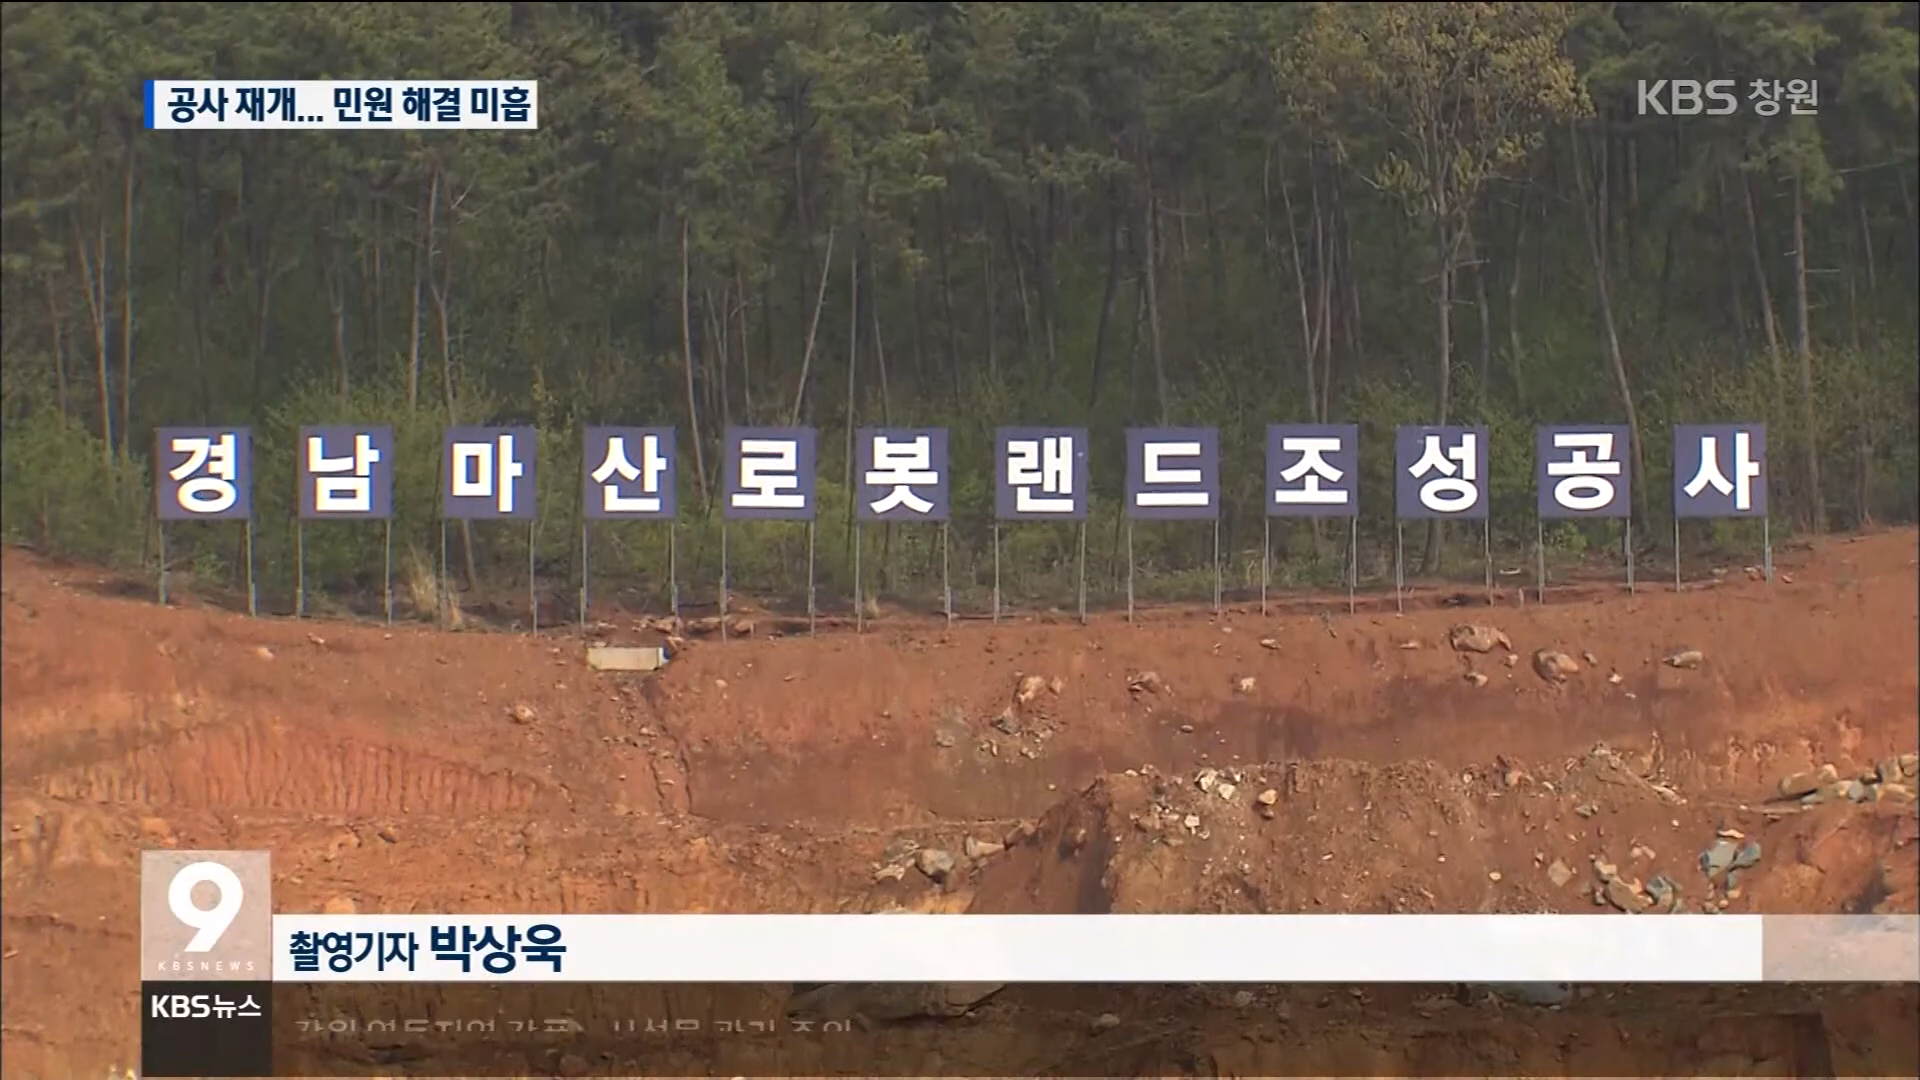 공사 재개... 민원 해결 미흡
KBS 창원
경남마산로봇랜드조성공사
9
KBSNEWS
촬영기자 박상욱
KBS뉴스